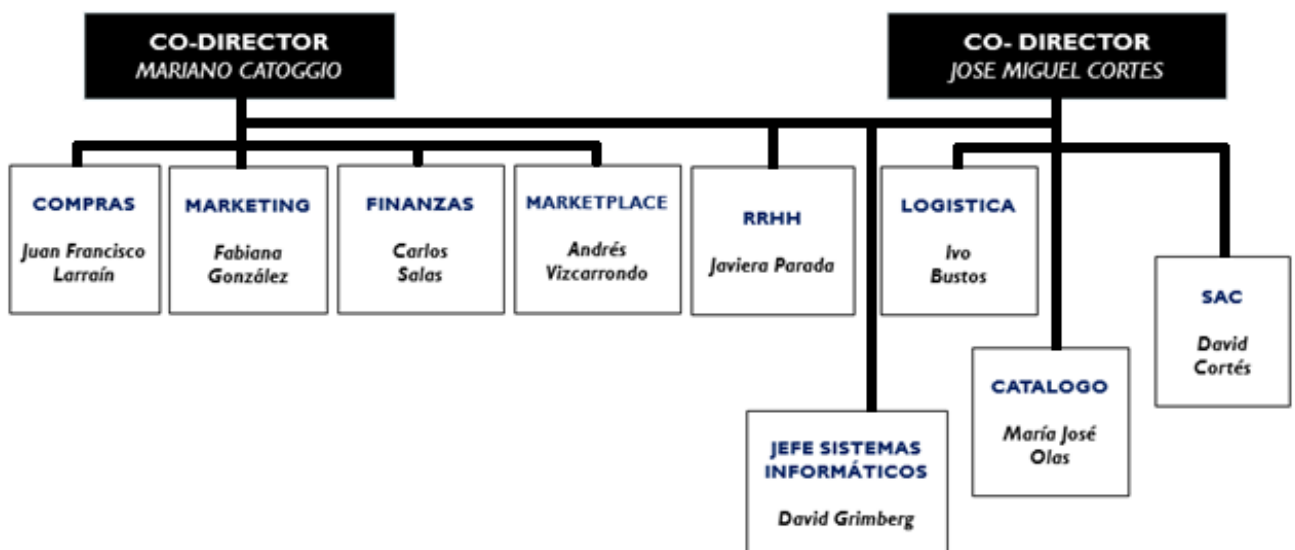 CO-DIRECTOR
MARIANO CATOGGIO
CO- DIRECTOR
JOSE MIGUEL CORTES
COMPRAS
Juan Francisco
Larraín
MARKETING
Fabiana
González
FINANZAS
Carlos
Salas
MARKETPLACE
Andrés
Vizcarrondo
RRHH
Javiera Parada
LOGISTICA
Ivo
Bustos
SAC
David
Cortés
CATALOGO
María José
Olas
JEFE SISTEMAS
INFORMÁTICOS
David Grimberg